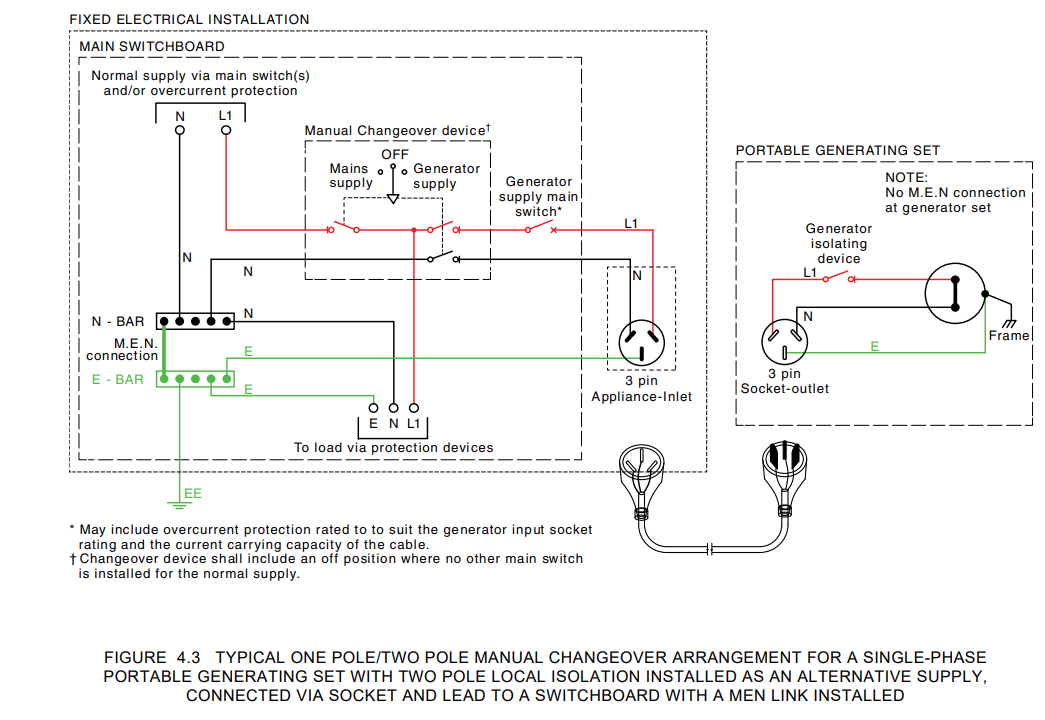 FIXED ELECTRICAL INSTALLATION
MAIN SWITCHBOARD
Normal supply via main switch(s)
and/or overcurrent protection
N
L1
Manual Changeover device†
OFF
Mains
supply
Generator
supply
Generator
supply main
switch*
L1
N
N
N
N
N - BAR
M.E.N.
connection
E - BAR
E
E
E N L1
To load via protection devices
EE
3 pin
Appliance-Inlet
PORTABLE GENERATING SET
NOTE:
No M.E.N connection
at generator set
Generator
isolating
device
L1
N
E
Frame
3 pin
Socket-outlet
* May include overcurrent protection rated to to suit the generator input socket
rating and the current carrying capacity of the cable.
† Changeover device shall include an off position where no other main switch
is installed for the normal supply.
FIGURE 4.3 TYPICAL ONE POLE/TWO POLE MANUAL CHANGEOVER ARRANGEMENT FOR A SINGLE-PHASE
PORTABLE GENERATING SET WITH TWO POLE LOCAL ISOLATION INSTALLED AS AN ALTERNATIVE SUPPLY,
CONNECTED VIA SOCKET AND LEAD TO A SWITCHBOARD WITH A MEN LINK INSTALLED